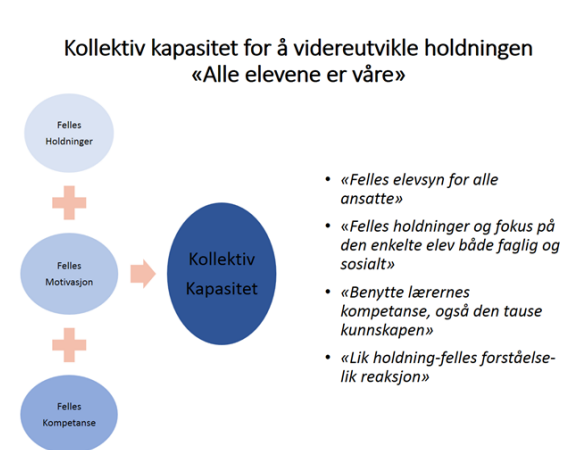 Kollektiv kapasitet for å videreutvikle holdningen
«Alle elevene er våre»
Felles
Holdninger
Felles
Motivasjon
Felles
Kompetanse
Kollektiv
Kapasitet
• «Felles elevsyn for alle
ansatte»
• «Felles holdninger og fokus på
den enkelte elev både faglig og
sosialt»
• «Benytte lærernes
kompetanse, også den tause
kunnskapen»
• «Lik holdning-felles forståelse-
lik reaksjon»